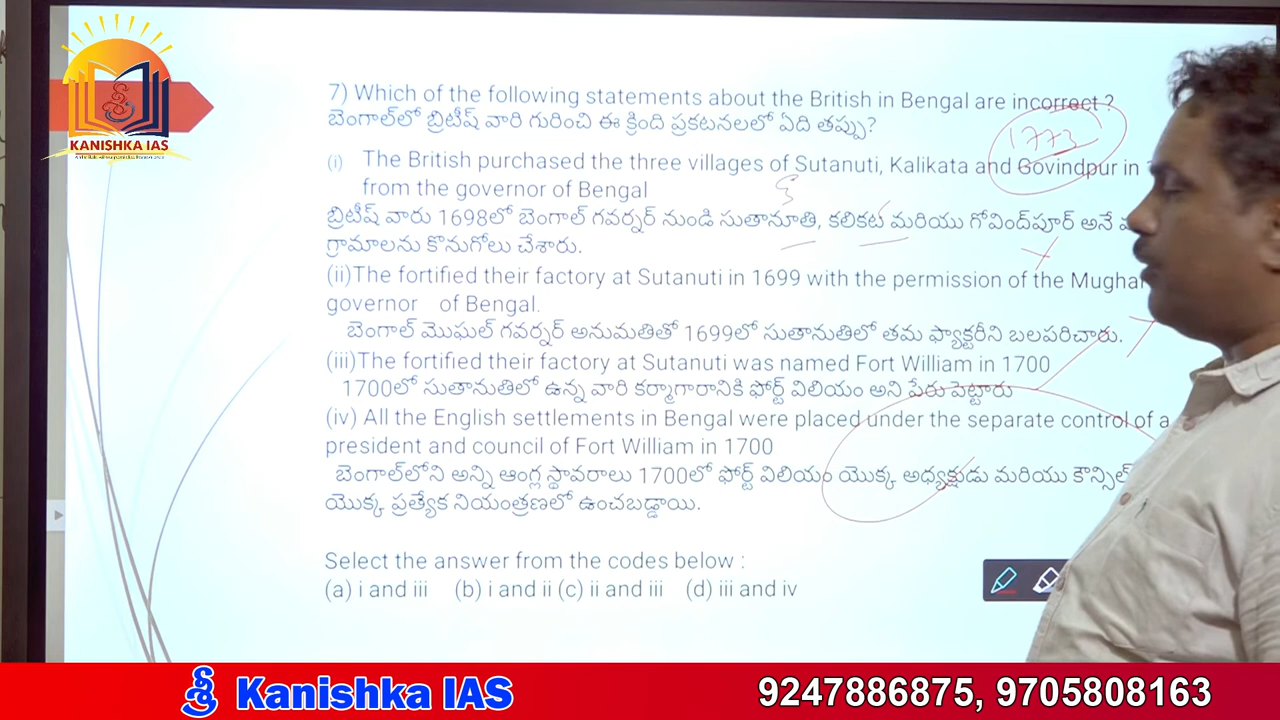 KANISHKA IAS
7) Which of the following statements about the British in Bengal are incorrect ?
బెంగాల్‌లో బ్రిటీష్ వారి గురించి ఈ క్రింది ప్రకటనలలో ఏది తప్పు?
1773
(i) The British purchased the three villages of Sutanuti, Kalikata and Govindpur in
from the governor of Bengal
బ్రిటీష్ వారు 1698లో బెంగాల్ గవర్నర్ నుండి సుతానూతి, కలికట మరియు గోవింద్‌పూర్ అనే
గ్రామాలను కొనుగోలు చేశారు.
(ii)The fortified their factory at Sutanuti in 1699 with the permission of the Mughal
governor of Bengal.
బెంగాల్ మొఘల్ గవర్నర్ అనుమతితో 1699లో సుతానుతిలో తమ ఫ్యాక్టరీని బలపరిచారు.
(iii)The fortified their factory at Sutanuti was named Fort William in 1700
1700లో సుతానుతిలో ఉన్న వారి కర్మాగారానికి ఫోర్ట్ విలియం అని పేరు పెట్టారు
(iv) All the English settlements in Bengal were placed under the separate control of a
president and council of Fort William in 1700
బెంగాల్‌లోని అన్ని ఆంగ్ల స్థావరాలు 1700లో ఫోర్ట్ విలియం యొక్క అధ్యక్షుడు మరియు కౌన్సిల్
యొక్క ప్రత్యేక నియంత్రణలో ఉంచబడ్డాయి.
Select the answer from the codes below :
(a) i and iii (b) i and ii (c) ii and iii (d) iii and iv
శ్రీ Kanishka IAS 9247886875, 9705808163